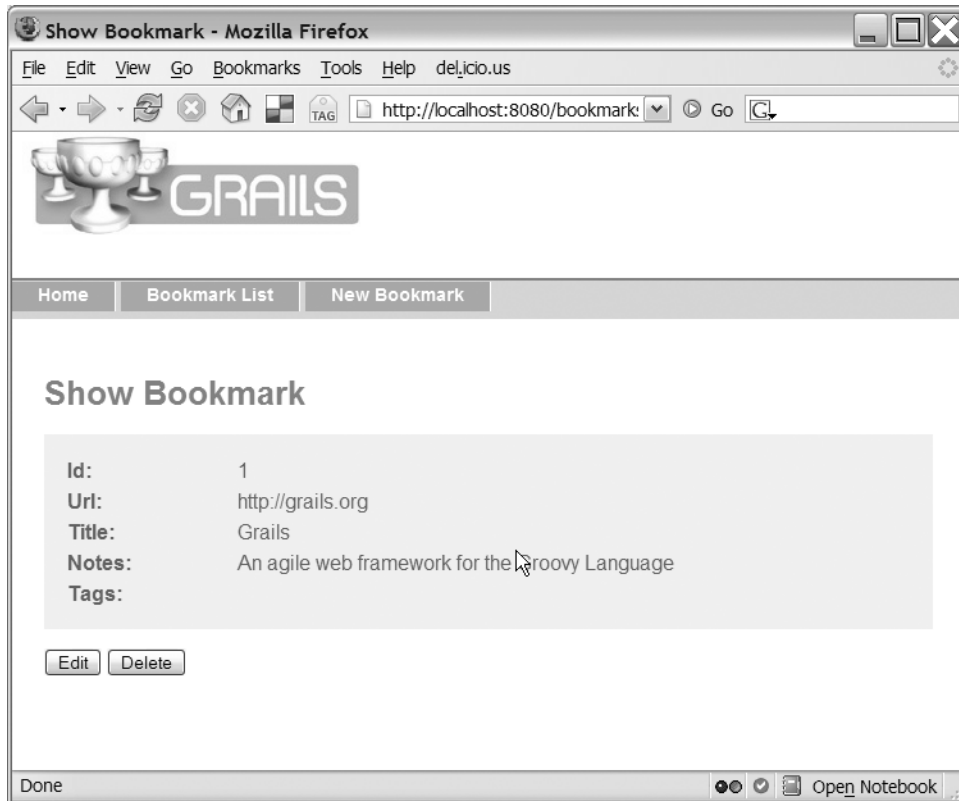 Show Bookmark - Mozilla Firefox
File Edit View Go Bookmarks Tools Help del.icio.us
TAG http://localhost:8080/bookmark Go G
GRAILS
Home Bookmark List New Bookmark
Show Bookmark
Id: 1
Url: http://grails.org
Title: Grails
Notes: An agile web framework for the Groovy Language
Tags:
Edit Delete
Done Open Notebook